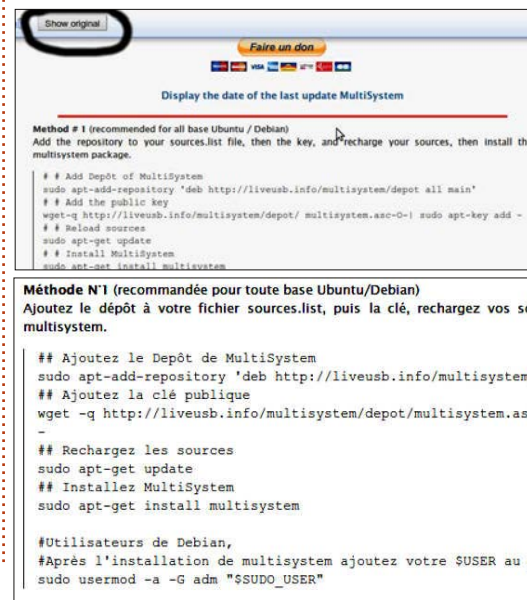 Show original
Faire un don
VISA
Display the date of the last update MultiSystem
Method # 1 (recommended for all base Ubuntu / Debian)
Add the repository to your sources.list file, then the key, and recharge your sources, then install th
multisystem package.
# # Add Depôt of MultiSystem
sudo apt-add-repository 'deb http://liveusb.info/multisystem/depot all main'
# # Add the public key
wget-q http://liveusb.info/multisystem/depot/ multisystem.asc-O-| sudo apt-key add -
# # Reload sources
sudo apt-get update
# # Install MultiSystem
sudo apt-get install multisystem
Méthode N°1 (recommandée pour toute base Ubuntu/Debian)
Ajoutez le dépôt à votre fichier sources.list, puis la clé, rechargez vos so
multisystem.
## Ajoutez le Depôt de MultiSystem
sudo apt-add-repository 'deb http://liveusb.info/multisystem
## Ajoutez la clé publique
wget -q http://liveusb.info/multisystem/depot/multisystem.as
-
## Rechargez les sources
sudo apt-get update
## Installez MultiSystem
sudo apt-get install multisystem
#Utilisateurs de Debian,
#Après l'installation de multisystem ajoutez votre $USER au
sudo usermod -a -G adm "$SUDO_USER"